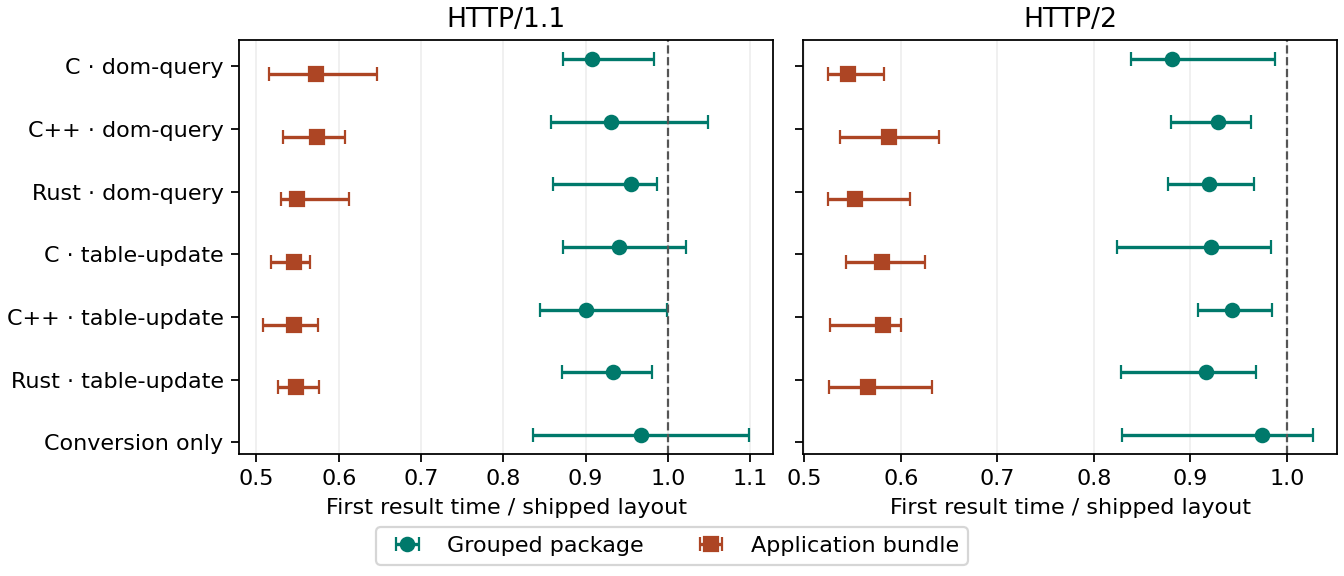 HTTP/1.1
HTTP/2
C · dom-query
C++ · dom-query
Rust · dom-query
C · table-update
C++ · table-update
Rust · table-update
Conversion only
0.5 0.6 0.7 0.8 0.9 1.0 1.1
0.5 0.6 0.7 0.8 0.9 1.0
First result time / shipped layout
First result time / shipped layout
Grouped package
Application bundle